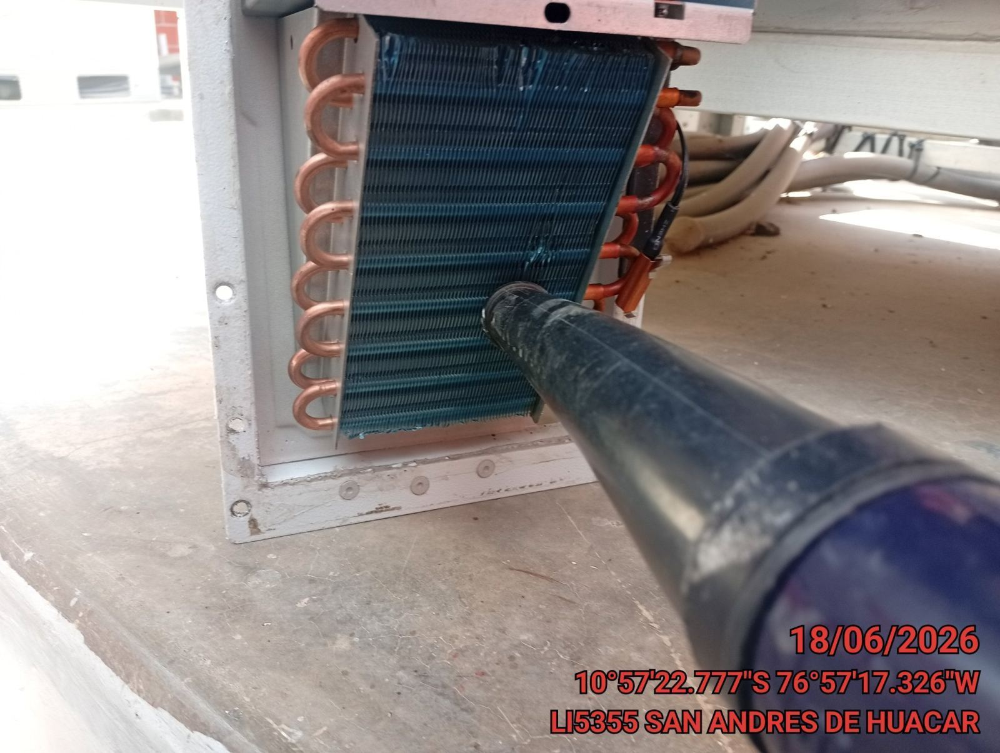 18/06/2026
10°57'22.777"S 76°57'17.326"W
LI5355 SAN ANDRES DE HUACAR